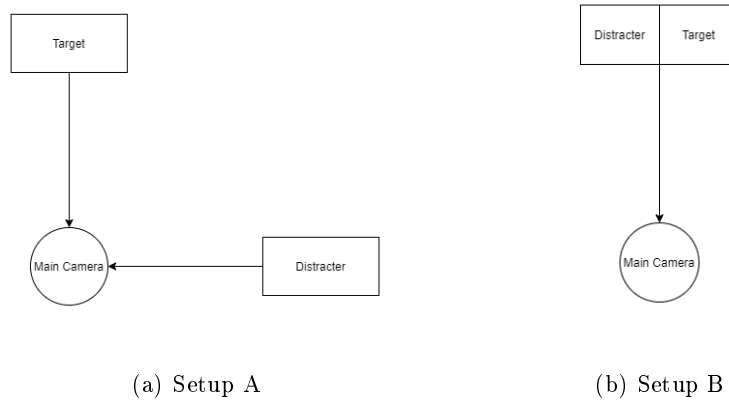 Target
Main Camera
Distracter
(a) Setup A
Distracter Target
Main Camera
(b) Setup B